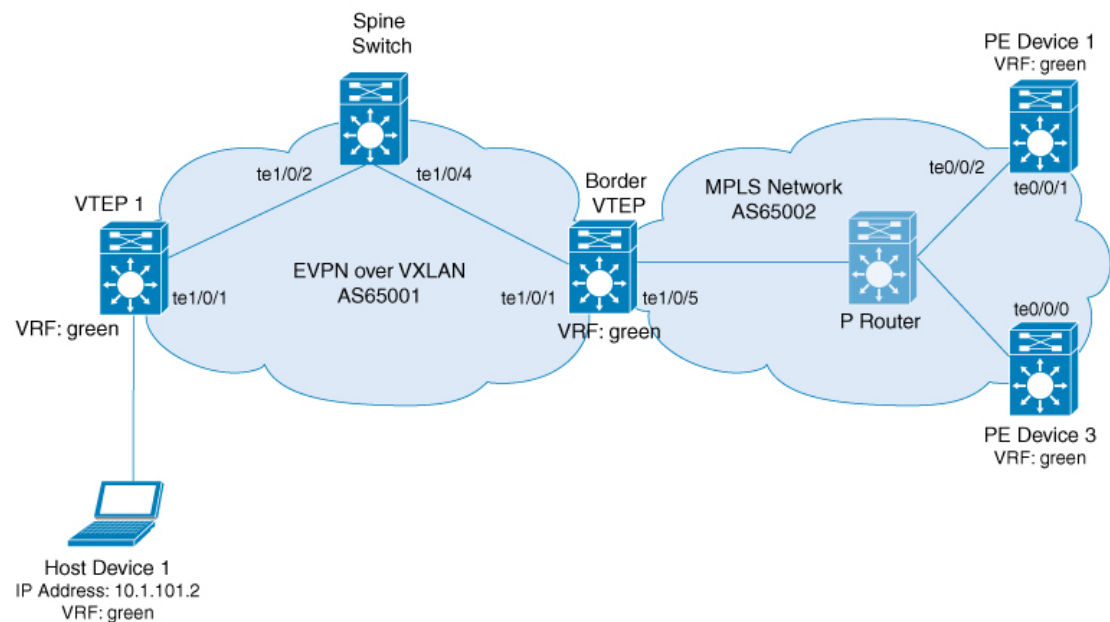 Spine
Switch
PE Device 1
VRF: green
te1/0/2
te1/0/4
Border
VTEP
MPLS Network
AS65002
te0/0/2
te0/0/1
VTEP 1
EVPN over VXLAN
AS65001
te1/0/1
te1/0/1
te1/0/5
VRF: green
VRF: green
P Router
te0/0/0
PE Device 3
VRF: green
Host Device 1
IP Address: 10.1.101.2
VRF: green